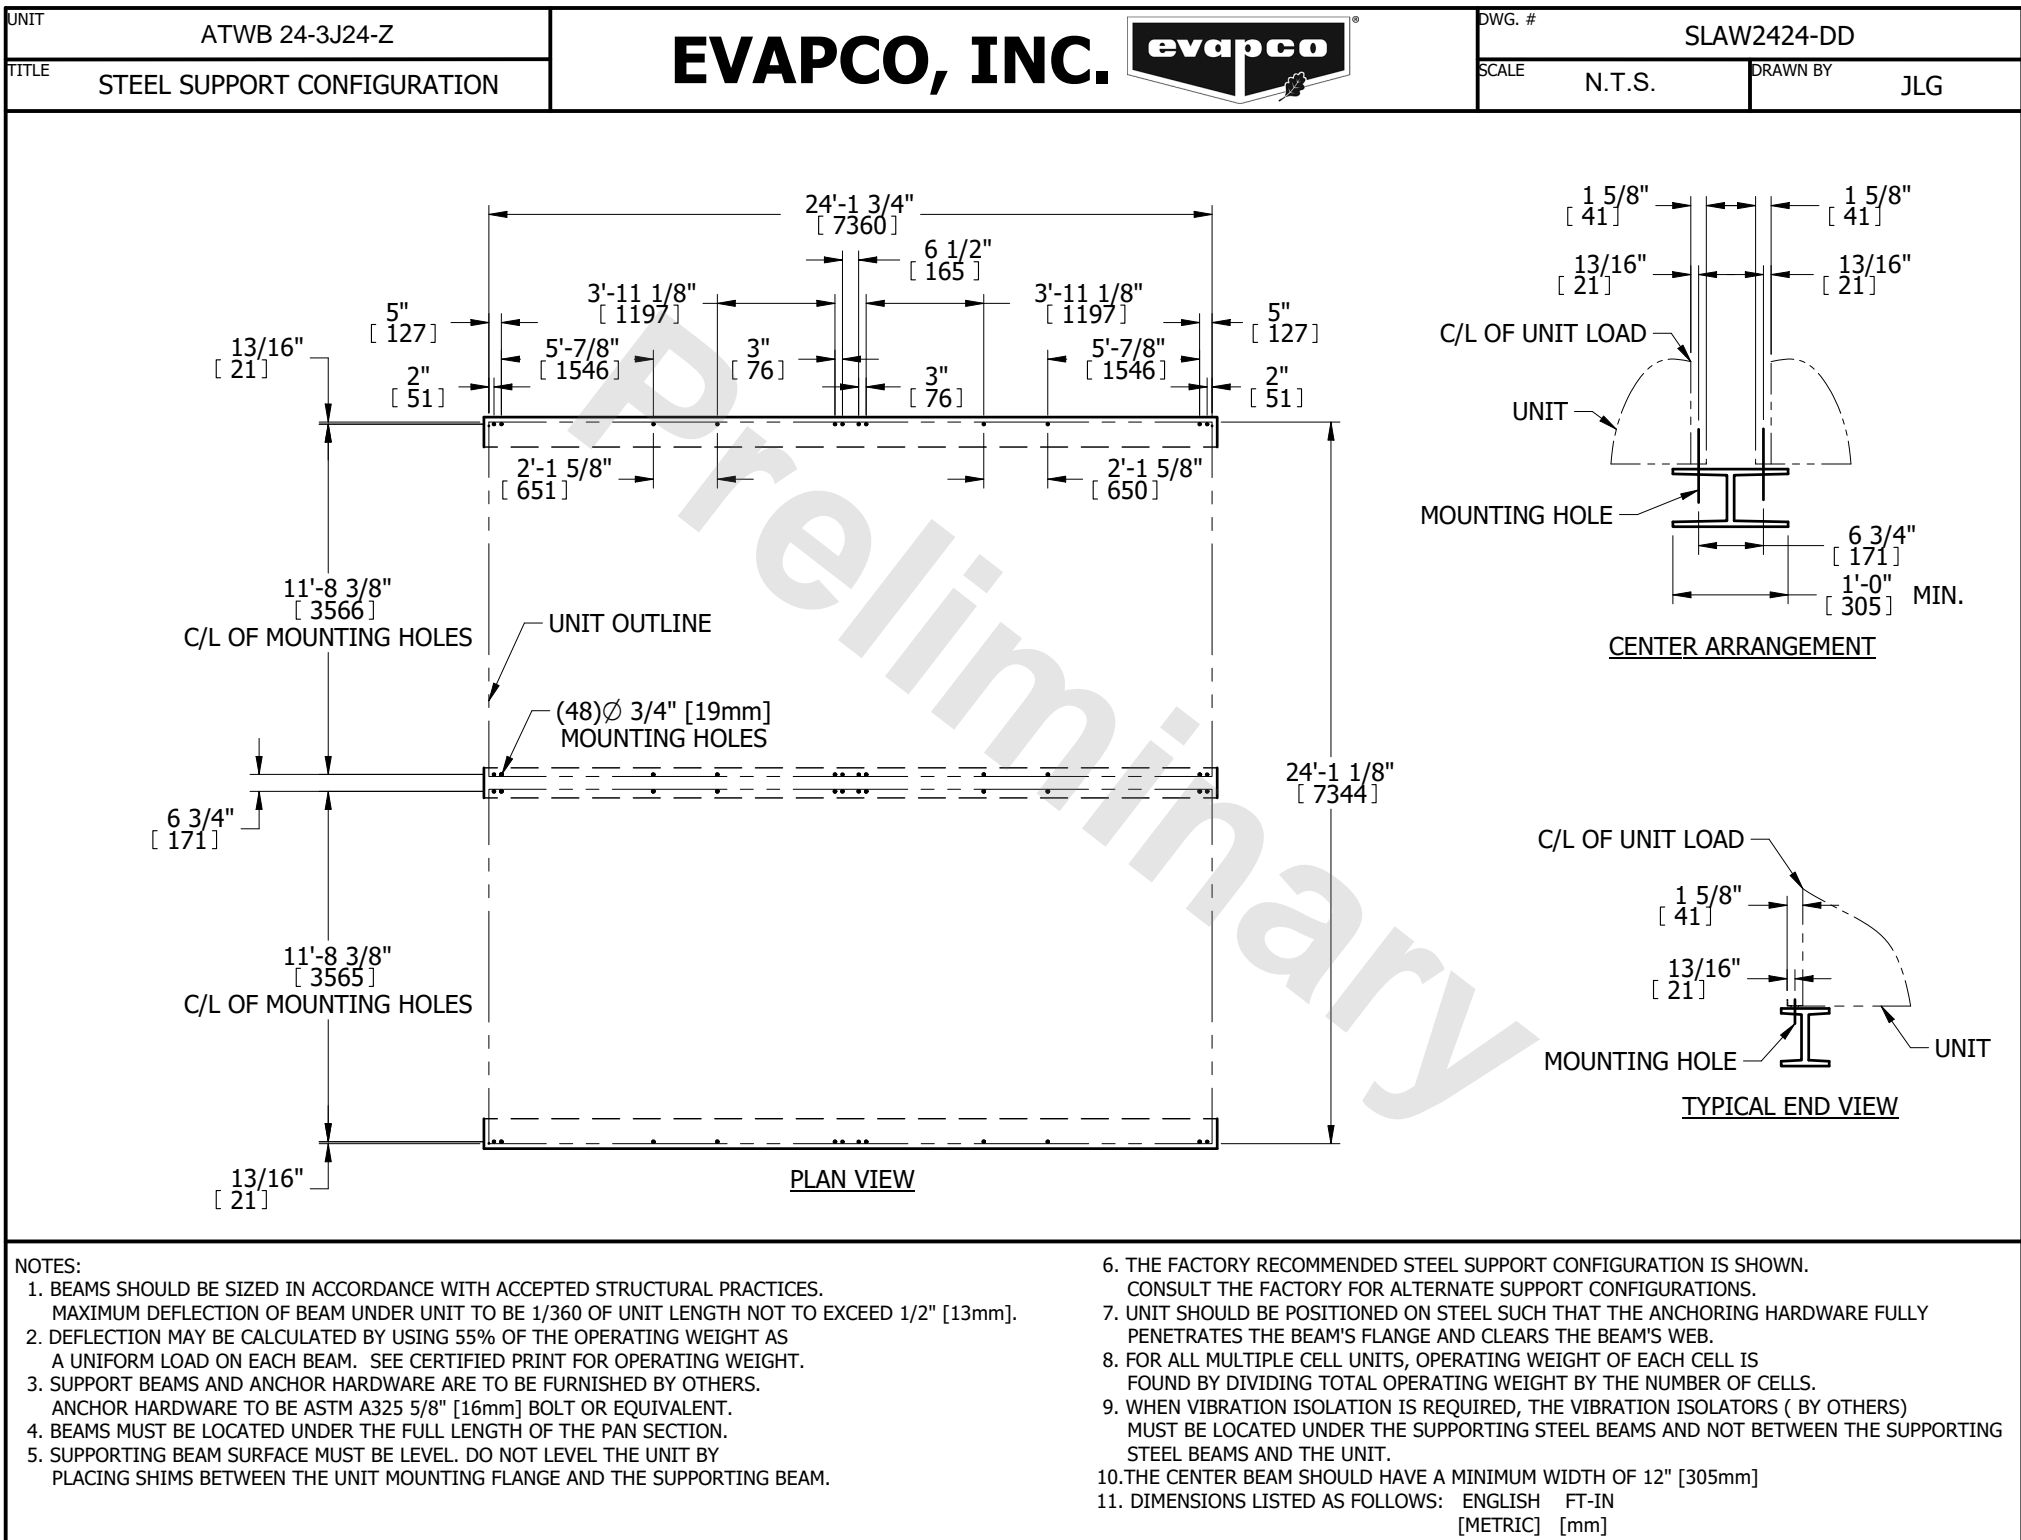 UNIT
ATWB 24-3J24-Z
TITLE
STEEL SUPPORT CONFIGURATION
EVAPCO, INC.
evapco
®
DWG. #
SLAW2424-DD
SCALE
N.T.S.
DRAWN BY
JLG
24'-1 3/4"
[ 7360 ]
6 1/2"
[ 165 ]
3'-11 1/8"
[ 1197 ]
3'-11 1/8"
[ 1197 ]
5"
[ 127 ]
5"
[ 127 ]
13/16"
[ 21 ]
5'-7/8"
[ 1546 ]
3"
[ 76 ]
5'-7/8"
[ 1546 ]
2"
[ 51 ]
3"
[ 76 ]
2"
[ 51 ]
2'-1 5/8"
[ 651 ]
2'-1 5/8"
[ 650 ]
11'-8 3/8"
[ 3566 ]
C/L OF MOUNTING HOLES
UNIT OUTLINE
(48)∅ 3/4" [19mm]
MOUNTING HOLES
6 3/4"
[ 171 ]
24'-1 1/8"
[ 7344 ]
11'-8 3/8"
[ 3565 ]
C/L OF MOUNTING HOLES
13/16"
[ 21 ]
PLAN VIEW
Preliminary
1 5/8"
[ 41 ]
1 5/8"
[ 41 ]
13/16"
[ 21 ]
13/16"
[ 21 ]
C/L OF UNIT LOAD
UNIT
MOUNTING HOLE
6 3/4"
[ 171 ]
1'-0"
[ 305 ] MIN.
CENTER ARRANGEMENT
C/L OF UNIT LOAD
1 5/8"
[ 41 ]
13/16"
[ 21 ]
MOUNTING HOLE
UNIT
TYPICAL END VIEW
NOTES:
1. BEAMS SHOULD BE SIZED IN ACCORDANCE WITH ACCEPTED STRUCTURAL PRACTICES.
MAXIMUM DEFLECTION OF BEAM UNDER UNIT TO BE 1/360 OF UNIT LENGTH NOT TO EXCEED 1/2" [13mm].
2. DEFLECTION MAY BE CALCULATED BY USING 55% OF THE OPERATING WEIGHT AS
A UNIFORM LOAD ON EACH BEAM. SEE CERTIFIED PRINT FOR OPERATING WEIGHT.
3. SUPPORT BEAMS AND ANCHOR HARDWARE ARE TO BE FURNISHED BY OTHERS.
ANCHOR HARDWARE TO BE ASTM A325 5/8" [16mm] BOLT OR EQUIVALENT.
4. BEAMS MUST BE LOCATED UNDER THE FULL LENGTH OF THE PAN SECTION.
5. SUPPORTING BEAM SURFACE MUST BE LEVEL. DO NOT LEVEL THE UNIT BY
PLACING SHIMS BETWEEN THE UNIT MOUNTING FLANGE AND THE SUPPORTING BEAM.
6. THE FACTORY RECOMMENDED STEEL SUPPORT CONFIGURATION IS SHOWN.
CONSULT THE FACTORY FOR ALTERNATE SUPPORT CONFIGURATIONS.
7. UNIT SHOULD BE POSITIONED ON STEEL SUCH THAT THE ANCHORING HARDWARE FULLY
PENETRATES THE BEAM'S FLANGE AND CLEARS THE BEAM'S WEB.
8. FOR ALL MULTIPLE CELL UNITS, OPERATING WEIGHT OF EACH CELL IS
FOUND BY DIVIDING TOTAL OPERATING WEIGHT BY THE NUMBER OF CELLS.
9. WHEN VIBRATION ISOLATION IS REQUIRED, THE VIBRATION ISOLATORS ( BY OTHERS)
MUST BE LOCATED UNDER THE SUPPORTING STEEL BEAMS AND NOT BETWEEN THE SUPPORTING
STEEL BEAMS AND THE UNIT.
10.THE CENTER BEAM SHOULD HAVE A MINIMUM WIDTH OF 12" [305mm]
11. DIMENSIONS LISTED AS FOLLOWS: ENGLISH FT-IN
[METRIC] [mm]